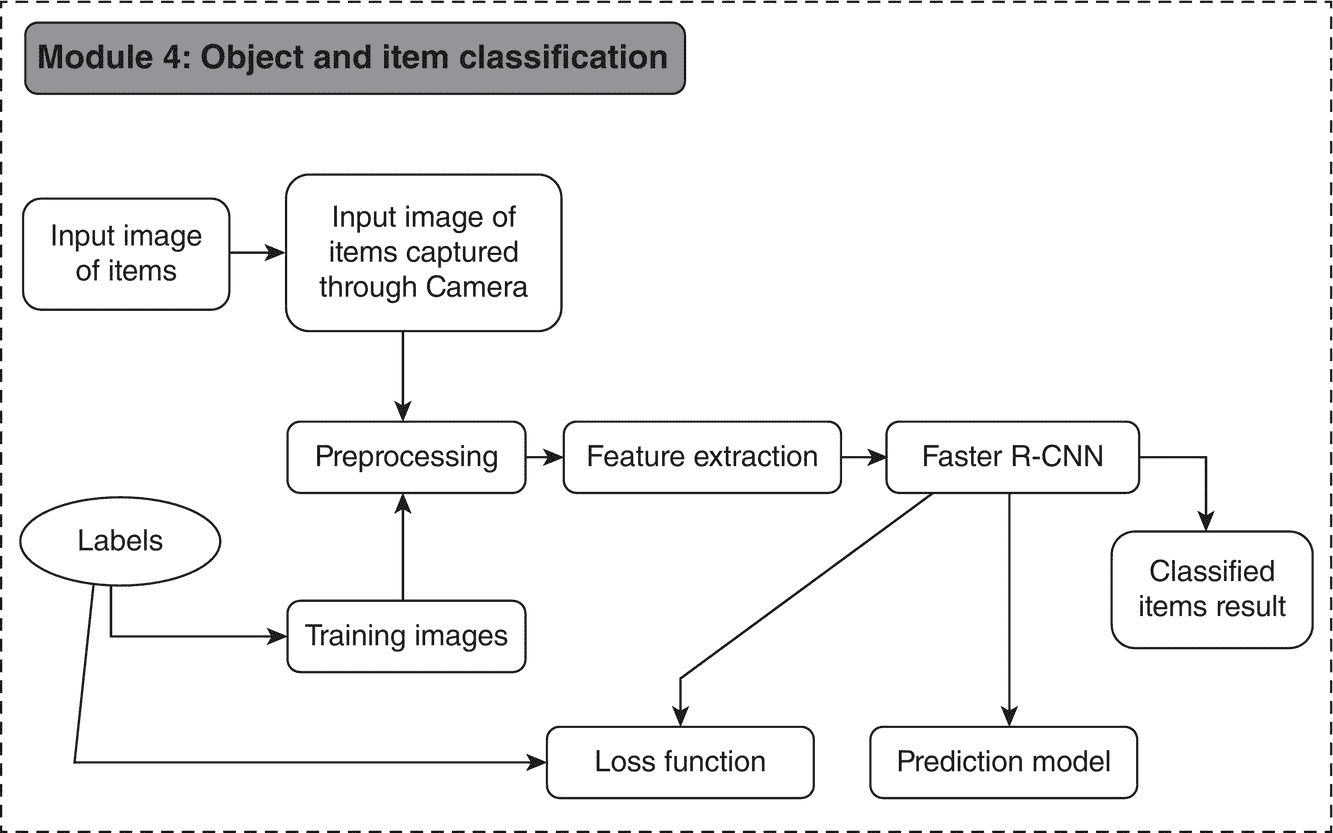 Module 4: Object and item classification
Input image
of items
Input image of
items captured
through Camera
Preprocessing
Feature extraction
Faster R-CNN
Labels
Classified
items result
Training images
Loss function
Prediction model